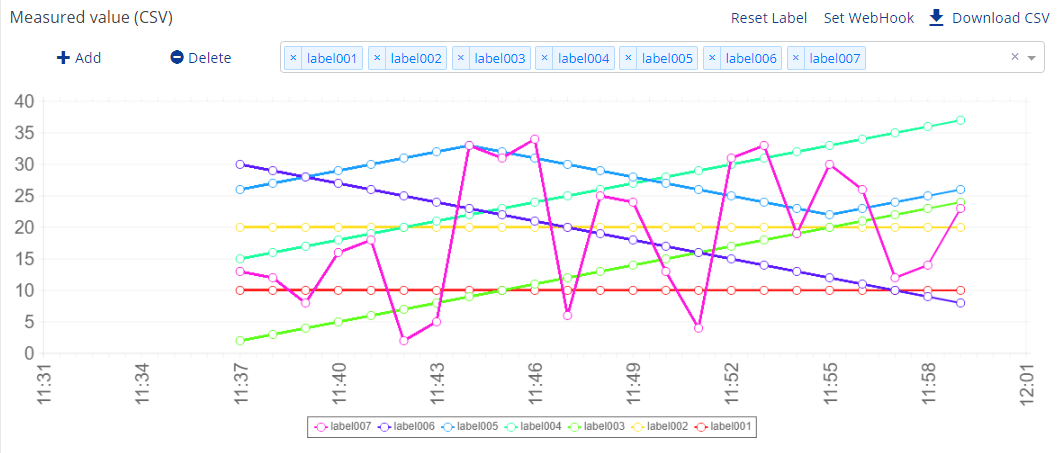 Measured value (CSV) Reset Label Set WebHook Download CSV
Add Delete × label001 × label002 × label003 × label004 × label005 × label006 × label007 ×
40
35
30
25
20
15
10
5
0
11:31 11:34 11:37 11:40 11:43 11:46 11:49 11:52 11:55 11:58 12:01
label007 label006 label005 label004 label003 label002 label001